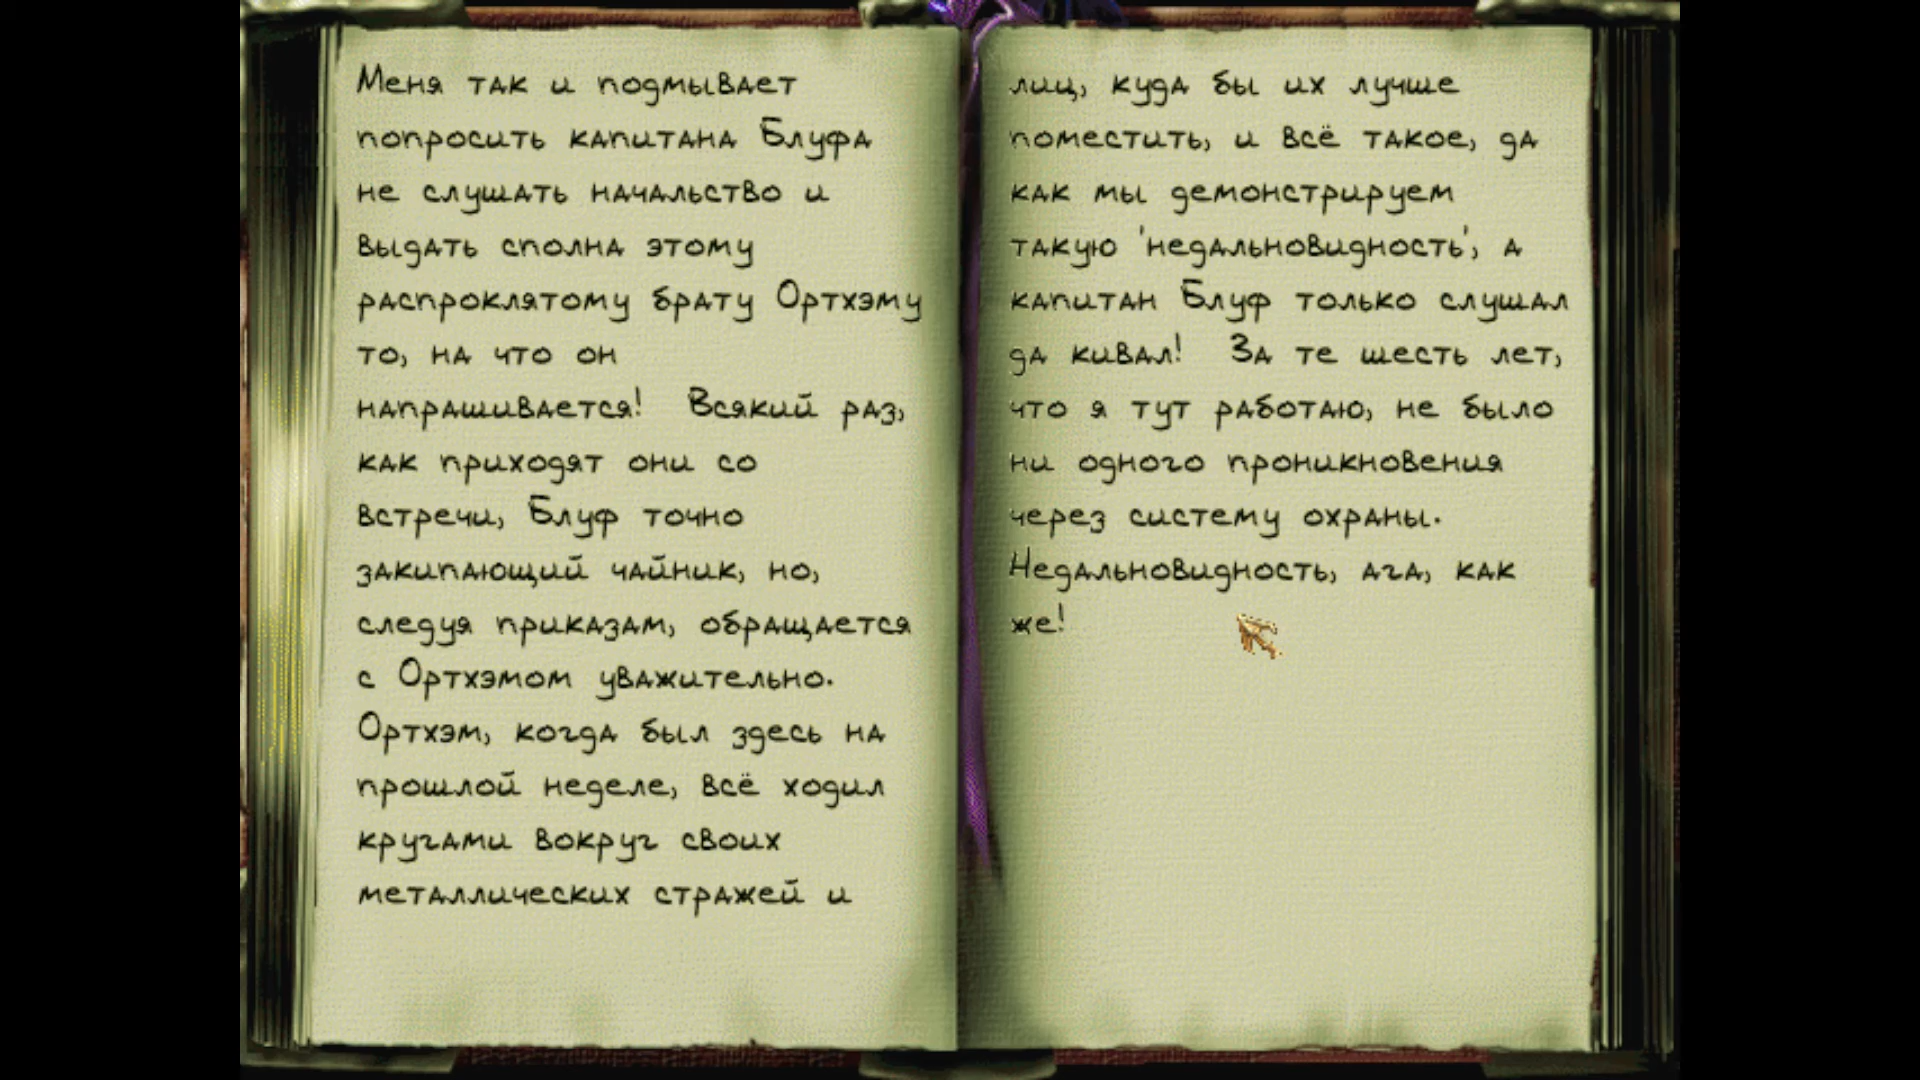 Меня так и подмывает
попросить капитана Блуфа
не слушать начальство и
выдать сполна этому
распроклятому брату Ортхэму
то, на что он
напрашивается! Всякий раз,
как приходят они со
встречи, Блуф точно
закипающий чайник, но,
следуя приказам, обращается
с Ортхэмом уважительно.
Ортхэм, когда был здесь на
прошлой неделе, всё ходил
кругами вокруг своих
металлических стражей и
лиц, куда бы их лучше
поместить, и всё такое, да
как мы демонстрируем
такую 'недальновидность', а
капитан Блуф только слушал
да кивал! За те шесть лет,
что я тут работаю, не было
ни одного проникновения
через систему охраны.
Недальновидность, ага, как
же!